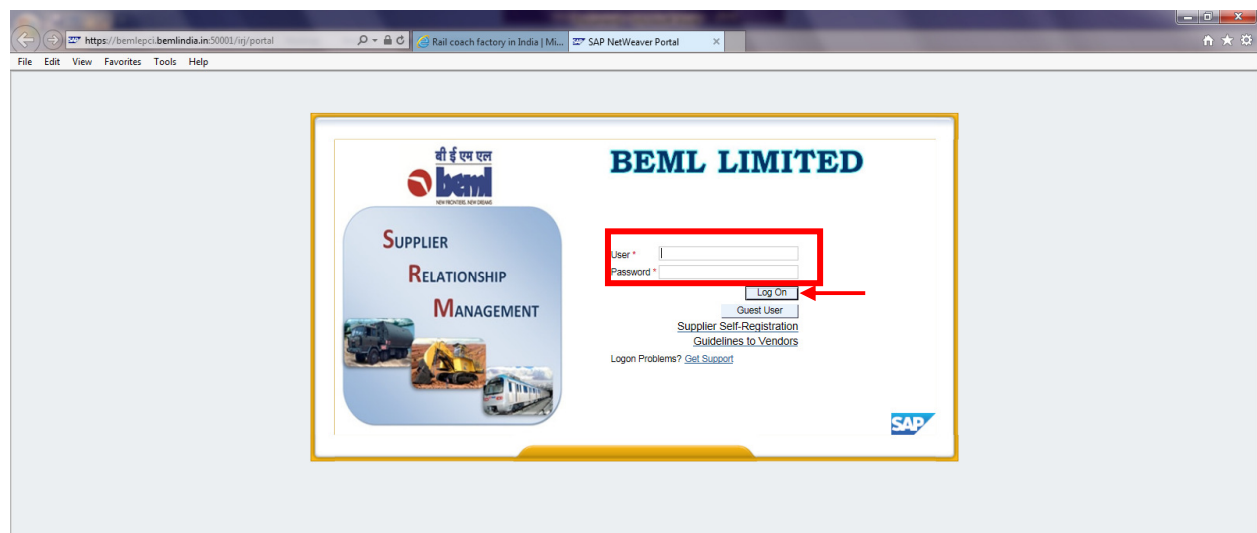 https://bemlepci.bemlindia.in:50001/irj/portal
Rail coach factory in India | Mi...
SAP NetWeaver Portal
File Edit View Favorites Tools Help
बी ई एम एल
beml
NEW FRONTIERS. NEW DREAMS
BEML LIMITED
SUPPLIER
RELATIONSHIP
MANAGEMENT
User *
Password *
Log On
Guest User
Supplier Self-Registration
Guidelines to Vendors
Logon Problems? Get Support
SAP